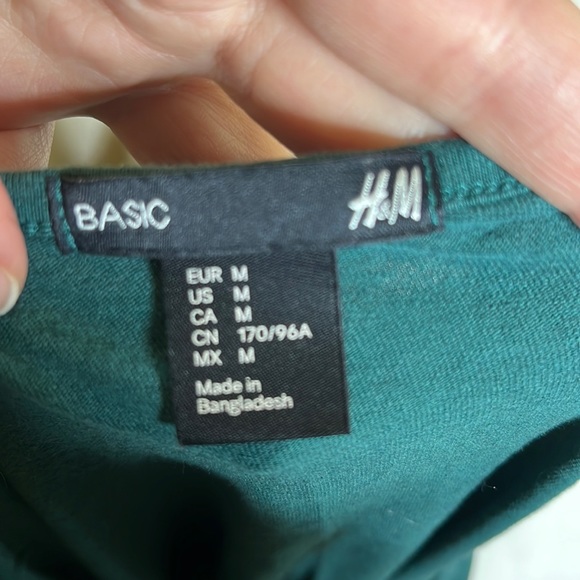 BASIC H&M
EUR M
US M
CA M
CN 170/96A
MX M
Made in
Bangladesh